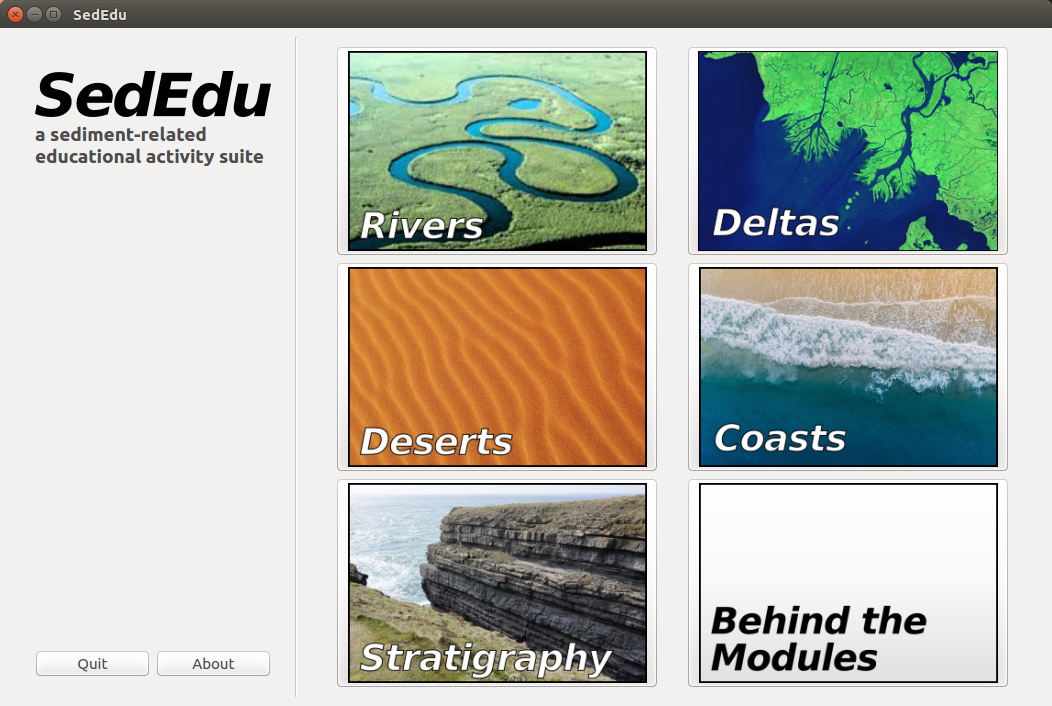 SedEdu
SedEdu
a sediment-related
educational activity suite
Rivers
Deltas
Deserts
Coasts
Stratigraphy
Behind the
Modules
Quit
About